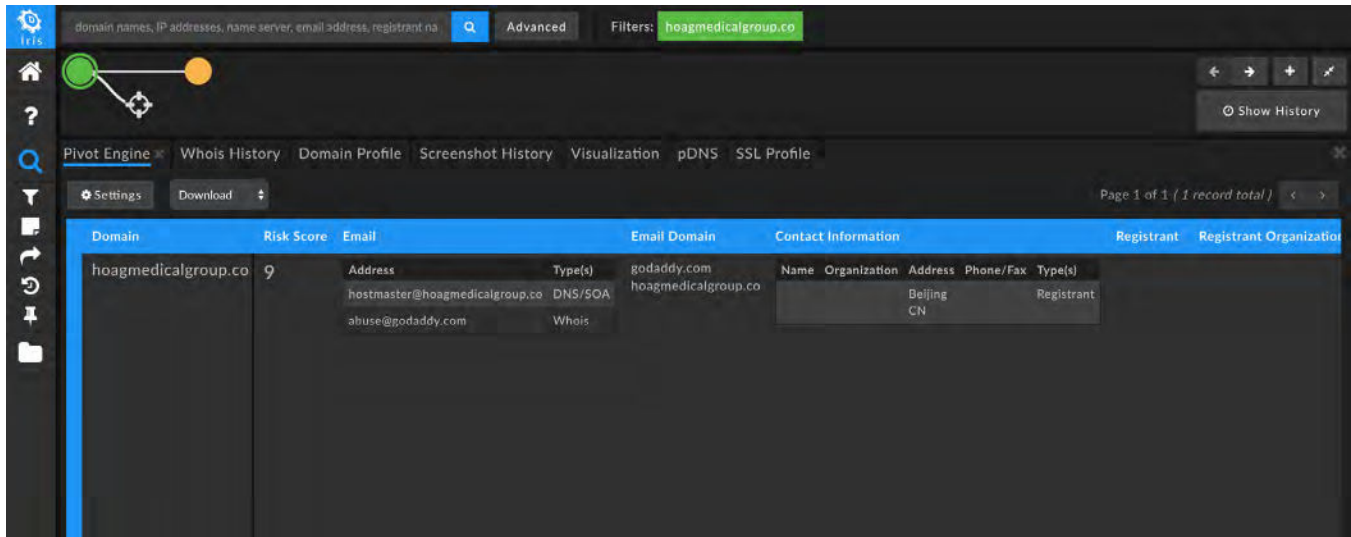 Iris
domain names, IP addresses, name server, email address, registrant na
Advanced
Filters: hoagmedicalgroup.co
?
Show History
Pivot Engine Whois History Domain Profile Screenshot History Visualization pDNS SSL Profile
Settings Download Page 1 of 1 ( 1 record total )
Domain Risk Score Email Email Domain Contact Information Registrant Registrant Organization
hoagmedicalgroup.co 9
Address Type(s)
hostmaster@hoagmedicalgroup.co DNS/SOA
abuse@godaddy.com Whois
godaddy.com
hoagmedicalgroup.co
Name Organization Address Phone/Fax Type(s)
Beijing Registrant
CN